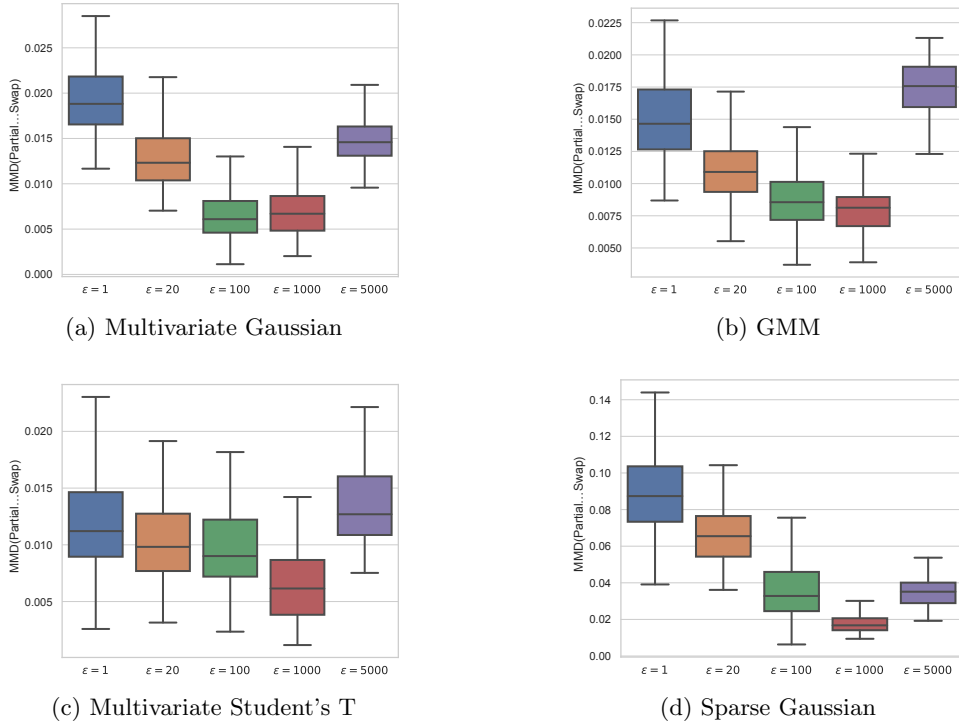 MMD(Partial...Swap)
0.025
0.020
0.015
0.010
0.005
0.000
ε = 1
ε = 20
ε = 100
ε = 1000
ε = 5000
(a) Multivariate Gaussian
MMD(Partial...Swap)
0.0225
0.0200
0.0175
0.0150
0.0125
0.0100
0.0075
0.0050
ε = 1
ε = 20
ε = 100
ε = 1000
ε = 5000
(b) GMM
MMD(Partial...Swap)
0.020
0.015
0.010
0.005
ε = 1
ε = 20
ε = 100
ε = 1000
ε = 5000
(c) Multivariate Student's T
MMD(Partial...Swap)
0.14
0.12
0.10
0.08
0.06
0.04
0.02
0.00
ε = 1
ε = 20
ε = 100
ε = 1000
ε = 5000
(d) Sparse Gaussian